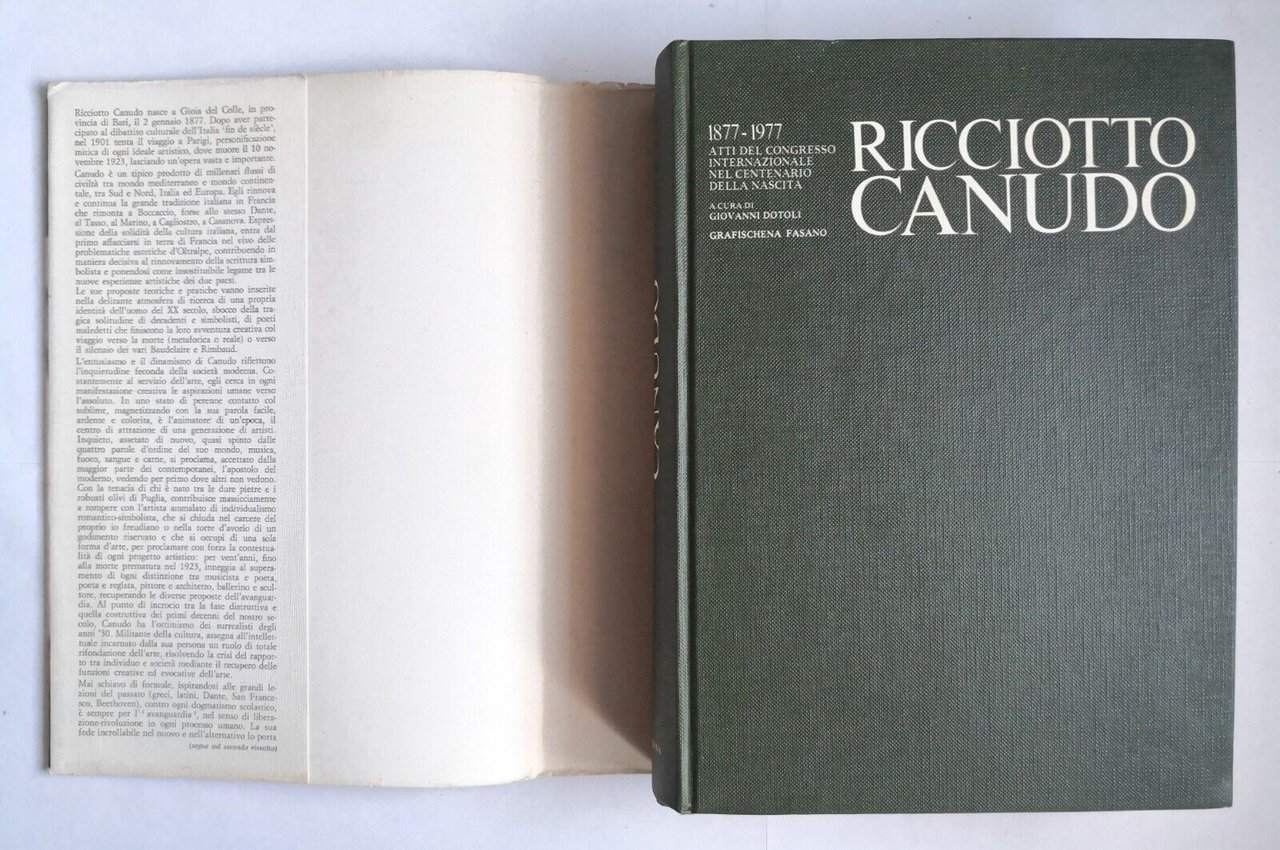 Ricciotto Canudo nasce a Gioia del Colle, in pro-
vincia di Bari, il 2 gennaio 1877. Dopo aver parte-
cipato al dibattito culturale dell'Italia 'fin de siècle',
nel 1901 tenta il viaggio a Parigi, personificazione
mitica di ogni ideale artistico, dove muore il 10 no-
vembre 1923, lasciando un'opera vasta e importante.
Canudo è un tipico prodotto di millenari flussi di
civiltà tra mondo mediterraneo e mondo continen-
tale, tra Sud e Nord, Italia ed Europa. Egli rinnova
e continua la grande tradizione italiana in Francia
che rimonta a Boccaccio, forse allo stesso Dante,
al Tasso, al Marino, a Cagliostro, a Casanova. Espres-
sione della solidità della cultura italiana, entra dal
primo affacciarsi in terra di Francia nel vivo delle
problematiche estetiche d'Oltralpe, contribuendo in
maniera decisiva al rinnovamento della scrittura sim-
bolista e ponendosi come insostituibile legame tra le
nuove esperienze artistiche dei due paesi.
Le sue proposte teoriche e pratiche vanno inserite
nella delirante atmosfera di ricerca di una propria
identità dell'uomo del XX secolo, sbocco della tra-
gica solitudine di decadenti e simbolisti, di poeti
maledetti che finiscono la loro avventura creativa col
viaggio verso la morte (metaforica o reale) o verso
il silenzio dei vari Baudelaire e Rimbaud.
L'entusiasmo e il dinamismo di Canudo riflettono
l'inquietudine feconda della società moderna. Co-
stantemente al servizio dell'arte, egli cerca in ogni
manifestazione creativa le aspirazioni umane verso
l'assoluto. In uno stato di perenne contatto col
sublime, magnetizzando con la sua parola facile,
ardente e colorita, è l'animatore di un'epoca, il
centro di attrazione di una generazione di artisti.
Inquieto, assetato di nuovo, quasi spinto dalle
quattro parole d'ordine del suo mondo, musica,
fuoco, sangue e carne, si proclama, accettato dalla
maggior parte dei contemporanei, l'apostolo del
moderno, vedendo per primo dove altri non vedono.
Con la tenacia di chi è nato tra le dure pietre e i
robusti olivi di Puglia, contribuisce massicciamente
a rompere con l'artista ammalato di individualismo
romantico-simbolista, che si chiude nel carcere del
proprio io freudiano o nella torre d'avorio di un
godimento riservato e che si occupi di una sola
forma d'arte, per proclamare con forza la contestua-
lità di ogni progetto artistico: per vent'anni, fino
alla morte prematura nel 1923, inneggia al supera-
mento di ogni distinzione tra musicista e poeta,
poeta e regista, pittore e architetto, ballerino e scul-
tore, recuperando le diverse proposte dell'avanguar-
dia. Al punto di incrocio tra la fase distruttiva e
quella costruttiva dei primi decenni del nostro se-
colo, Canudo ha l'ottimismo dei surrealisti degli
anni '30. Militante della cultura, assegna all'intellet-
tuale incarnato dalla sua persona un ruolo di totale
rifondazione dell'arte, risolvendo la crisi del rappor-
to tra individuo e società mediante il recupero delle
funzioni creative ed evocative dell'arte.
Mai schiavo di formule, ispirandosi alle grandi le-
zioni del passato (greci, latini, Dante, San France-
sco, Beethoven), contro ogni dogmatismo scolastico,
è sempre per l''avanguardia', nel senso di libera-
zione-rivoluzione in ogni processo umano. La sua
fede incrollabile nel nuovo e nell'alternativo lo porta
(segue sul secondo risvolto)
CANUDO
1877-1977
ATTI DEL CONGRESSO
INTERNAZIONALE
NEL CENTENARIO
DELLA NASCITA
A CURA DI
GIOVANNI DOTOLI
GRAFISCHENA FASANO
RICCIOTTO
CANUDO